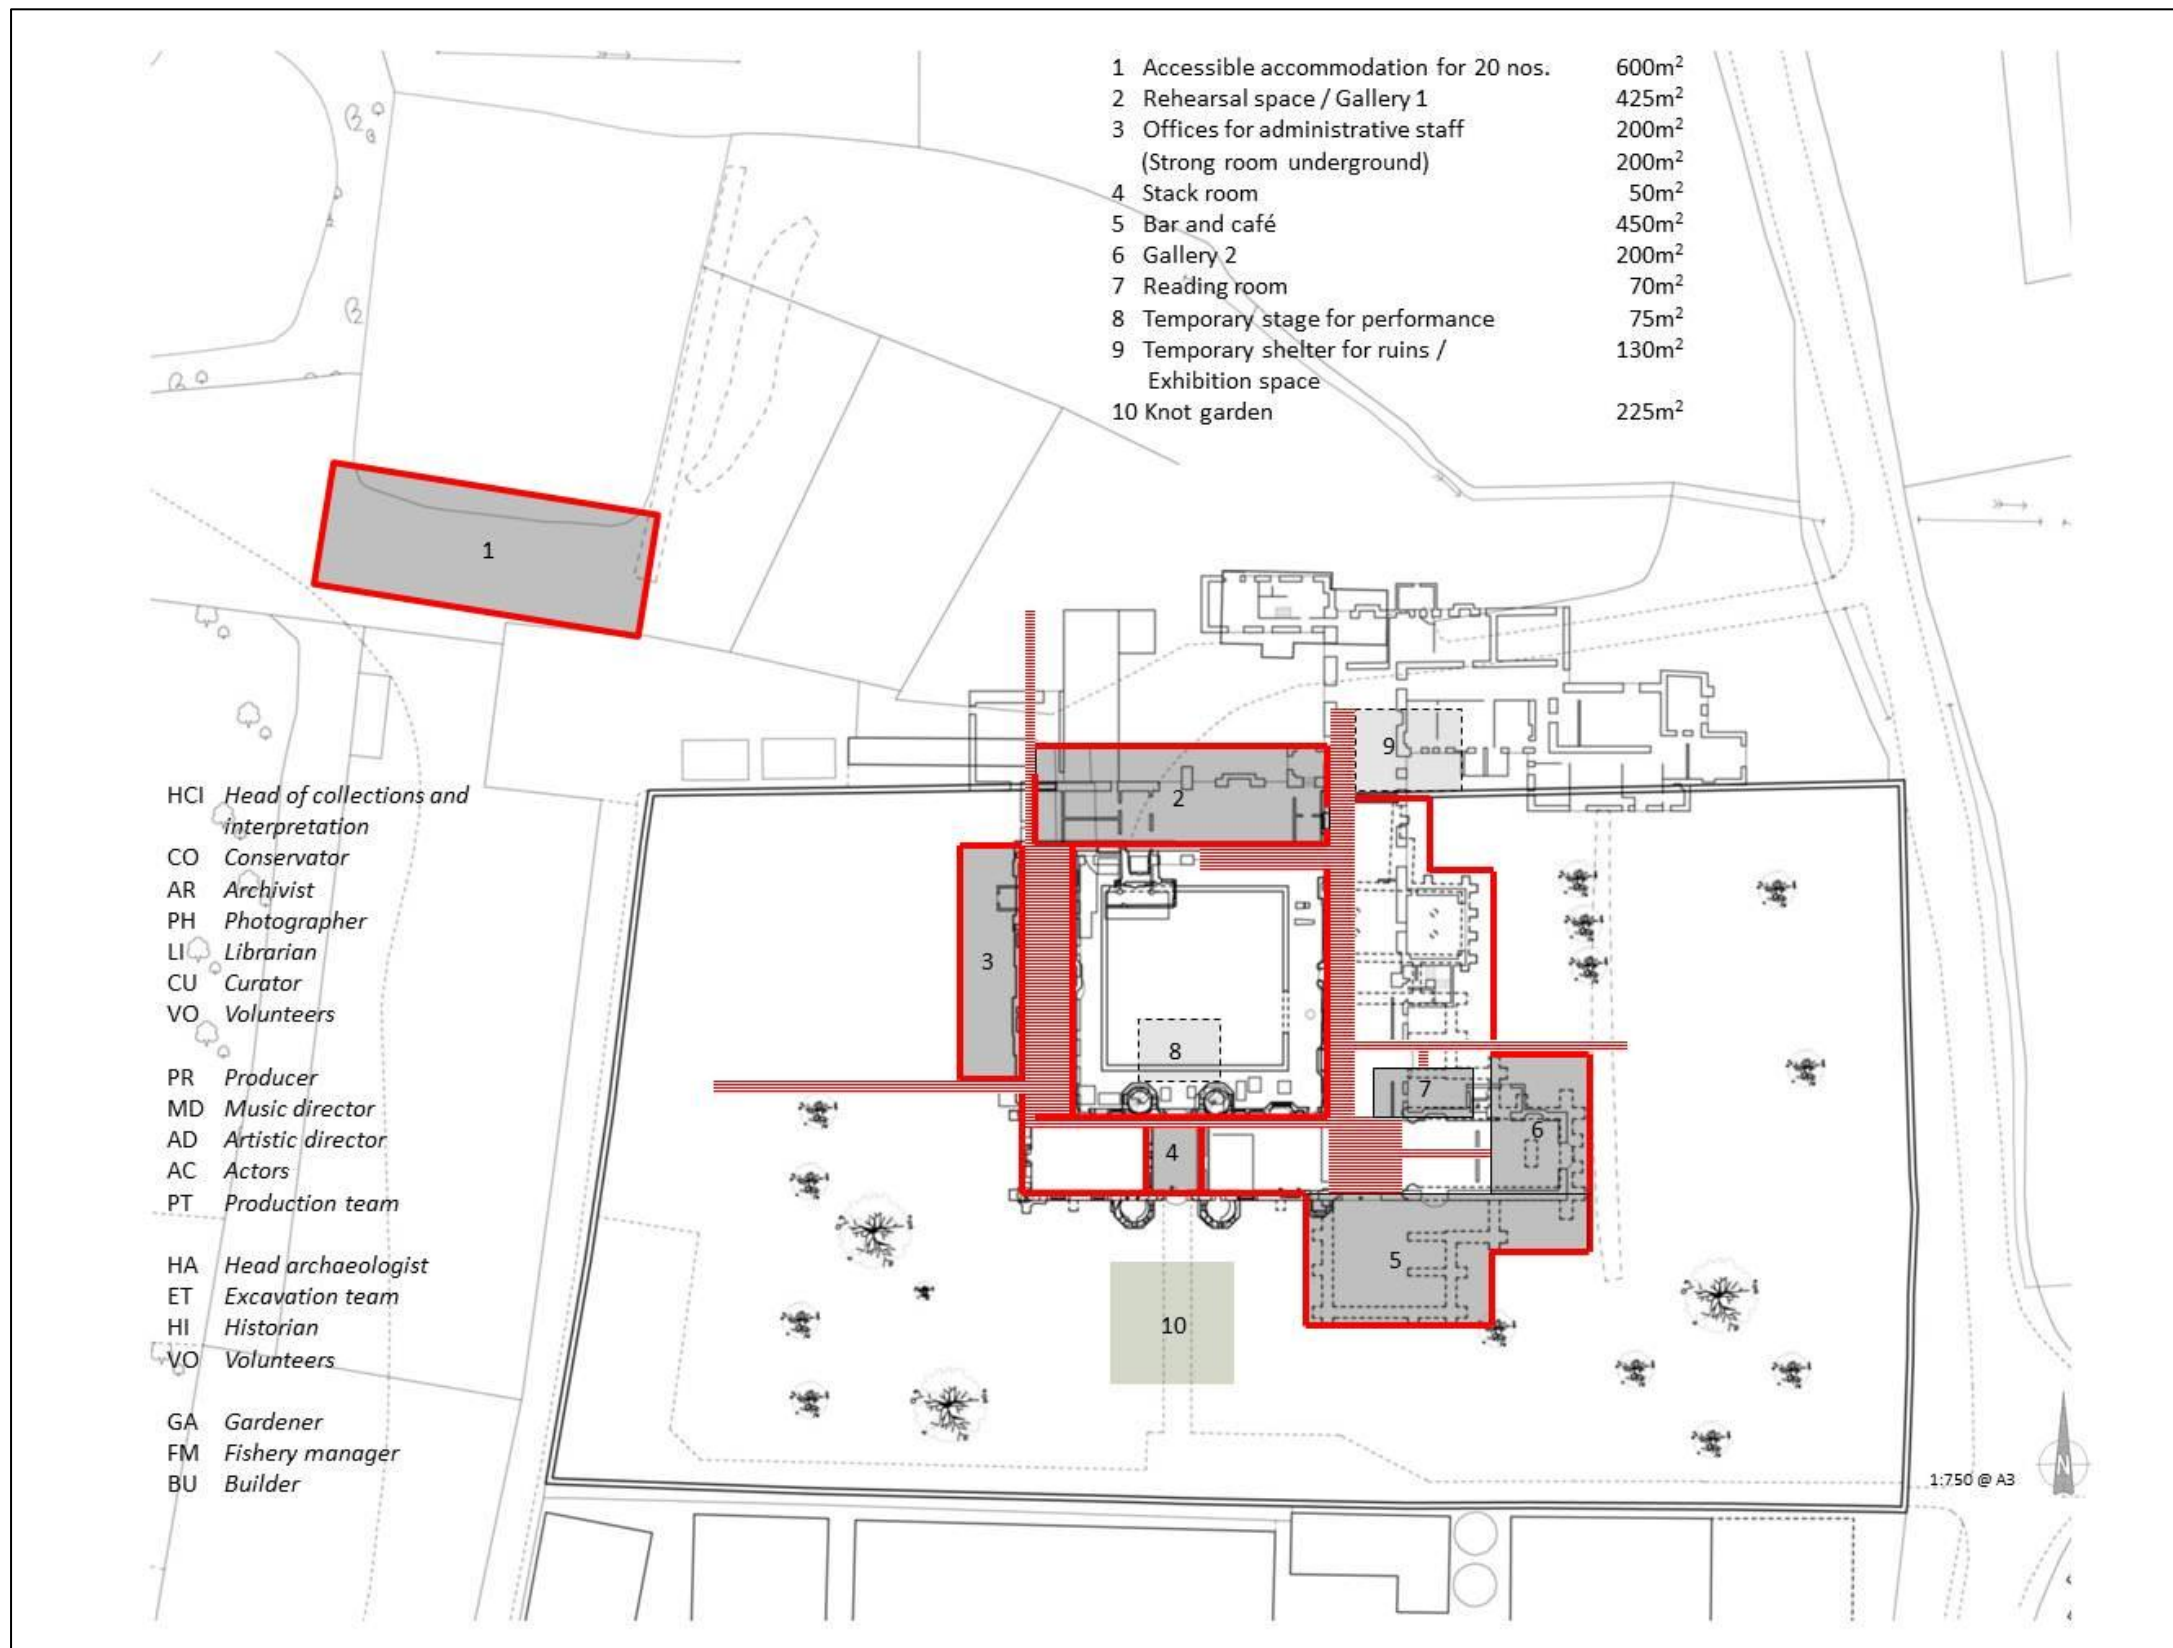 1 Accessible accommodation for 20 nos. 600m²
2 Rehearsal space / Gallery 1 425m²
3 Offices for administrative staff 200m²
(Strong room underground) 200m²
4 Stack room 50m²
5 Bar and café 450m²
6 Gallery 2 200m²
7 Reading room 70m²
8 Temporary stage for performance 75m²
9 Temporary shelter for ruins / 130m²
Exhibition space
10 Knot garden 225m²
1
9
2
HCI Head of collections and
interpretation
CO Conservator
AR Archivist
PH Photographer
LI Librarian
CU Curator
VO Volunteers
3
8
7
PR Producer
MD Music director
AD Artistic director
AC Actors
PT Production team
6
4
5
HA Head archaeologist
ET Excavation team
HI Historian
VO Volunteers
10
GA Gardener
FM Fishery manager
BU Builder
1:750 @ A3
N